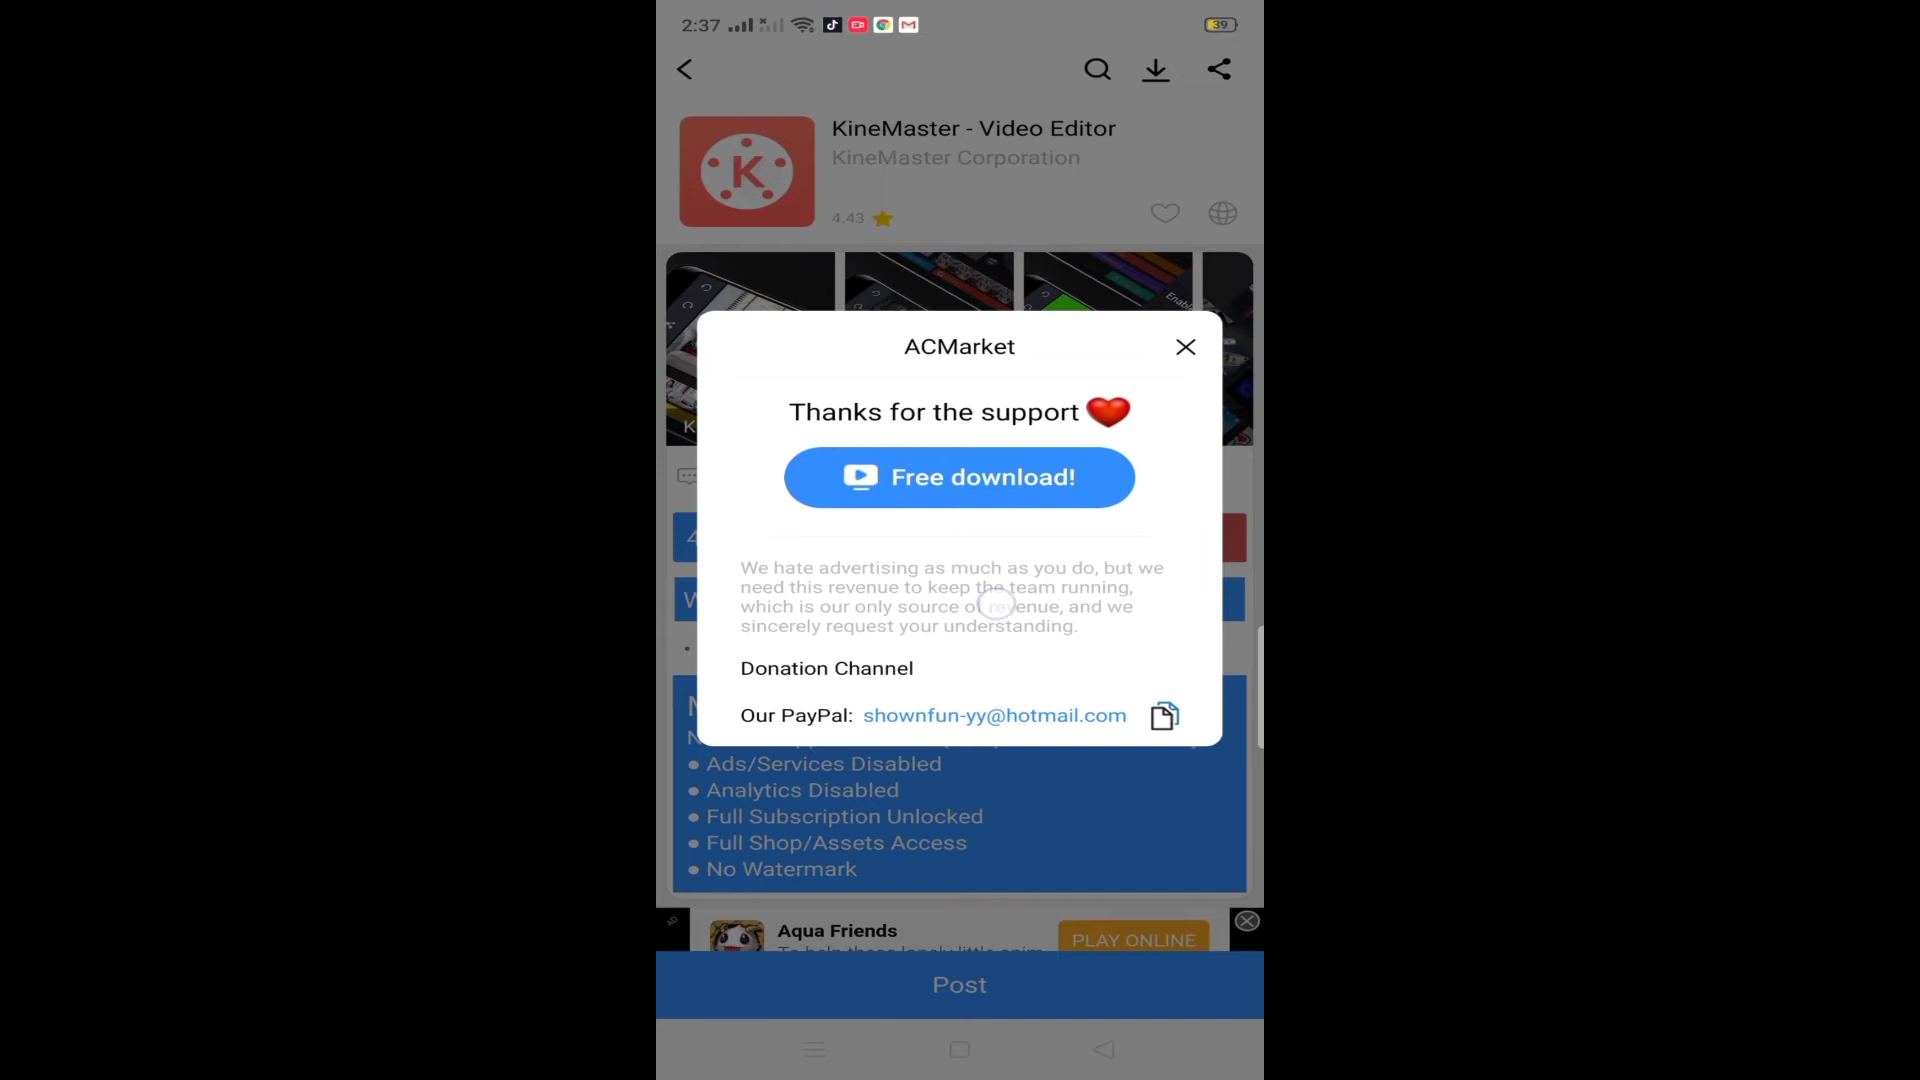 2:37
39
KineMaster - Video Editor
KineMaster Corporation
K
4.43
Enable
K
ACMarket
Thanks for the support
Free download!
We hate advertising as much as you do, but we
need this revenue to keep the team running,
which is our only source of revenue, and we
sincerely request your understanding.
Donation Channel
Our PayPal: shownfun-yy@hotmail.com
• Ads/Services Disabled
• Analytics Disabled
• Full Subscription Unlocked
• Full Shop/Assets Access
• No Watermark
AD
Aqua Friends
PLAY ONLINE
Post